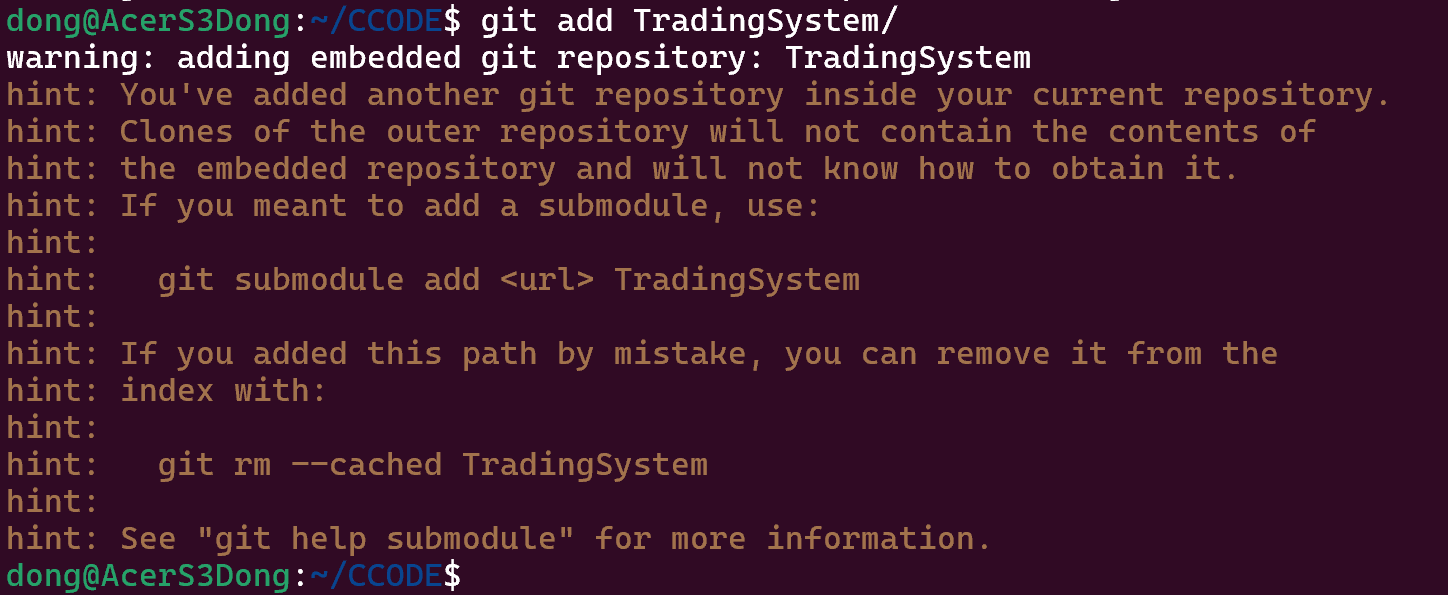 dong@AcerS3Dong:~/CCODE$ git add TradingSystem/
warning: adding embedded git repository: TradingSystem
hint: You've added another git repository inside your current repository.
hint: Clones of the outer repository will not contain the contents of
hint: the embedded repository and will not know how to obtain it.
hint: If you meant to add a submodule, use:
hint:
hint:   git submodule add <url> TradingSystem
hint:
hint: If you added this path by mistake, you can remove it from the
hint: index with:
hint:
hint:   git rm --cached TradingSystem
hint:
hint: See "git help submodule" for more information.
dong@AcerS3Dong:~/CCODE$